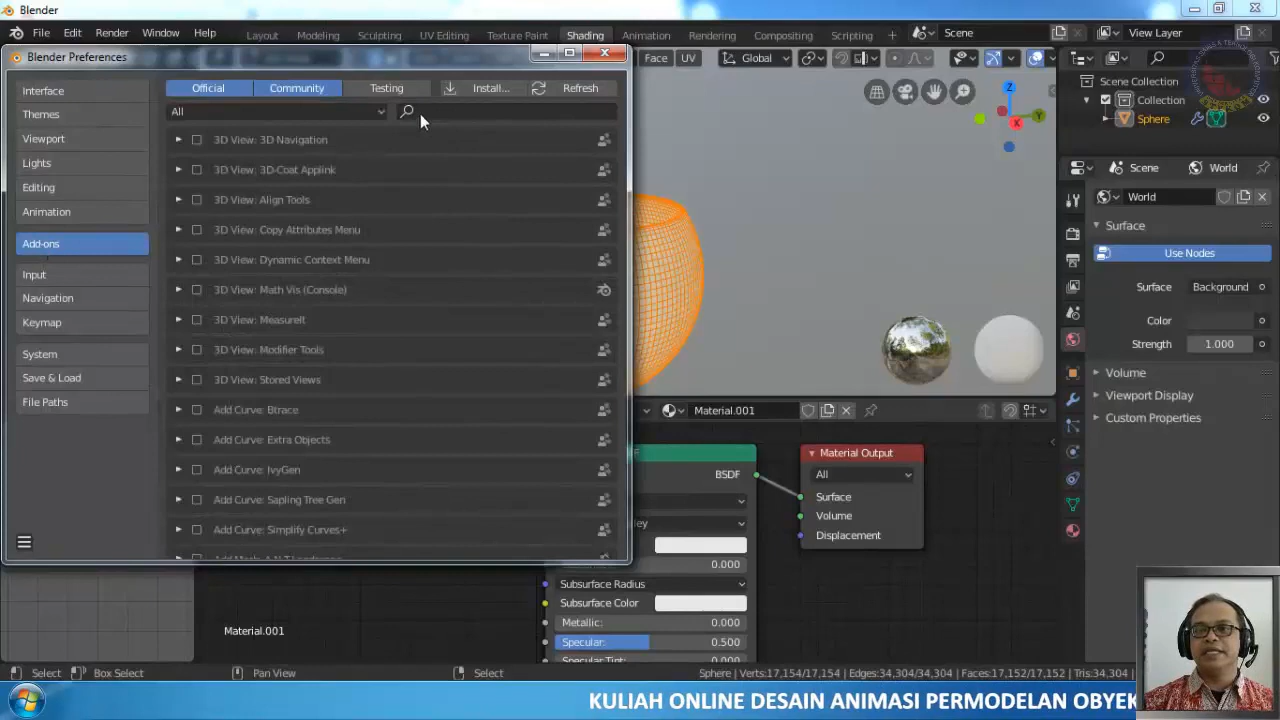 Blender
File Edit Render Window Help
Layout Modeling Sculpting UV Editing Texture Paint Shading Animation Rendering Compositing Scripting + Scene View Layer
Blender Preferences
Face UV Global
Interface
Themes
Viewport
Lights
Editing
Animation
Add-ons
Input
Navigation
Keymap
System
Save & Load
File Paths
Official Community Testing Install... Refresh
All
3D View: 3D Navigation
3D View: 3D-Coat Applink
3D View: Align Tools
3D View: Copy Attributes Menu
3D View: Dynamic Context Menu
3D View: Math Vis (Console)
3D View: MeasureIt
3D View: Modifier Tools
3D View: Stored Views
Add Curve: Btrace
Add Curve: Extra Objects
Add Curve: IvyGen
Add Curve: Sapling Tree Gen
Add Curve: Simplify Curves+
Z
Y
X
Scene Collection
Collection
Sphere
Scene World
World
Surface
Use Nodes
Surface: Background
Color
Strength 1.000
Volume
Viewport Display
Custom Properties
Material.001
BSDF
0.000
Subsurface Radius
Subsurface Color
Metallic: 0.000
Specular: 0.500
Specular Tint: 0.000
Material Output
All
Surface
Volume
Displacement
Material.001
Select Box Select Pan View Select Sphere | Verts:17,154/17,154 | Edges:34,304/34,304 | Faces:17,152/17,152 | Tris:34,304 |
KULIAH ONLINE DESAIN ANIMASI PERMODELAN OBYEK